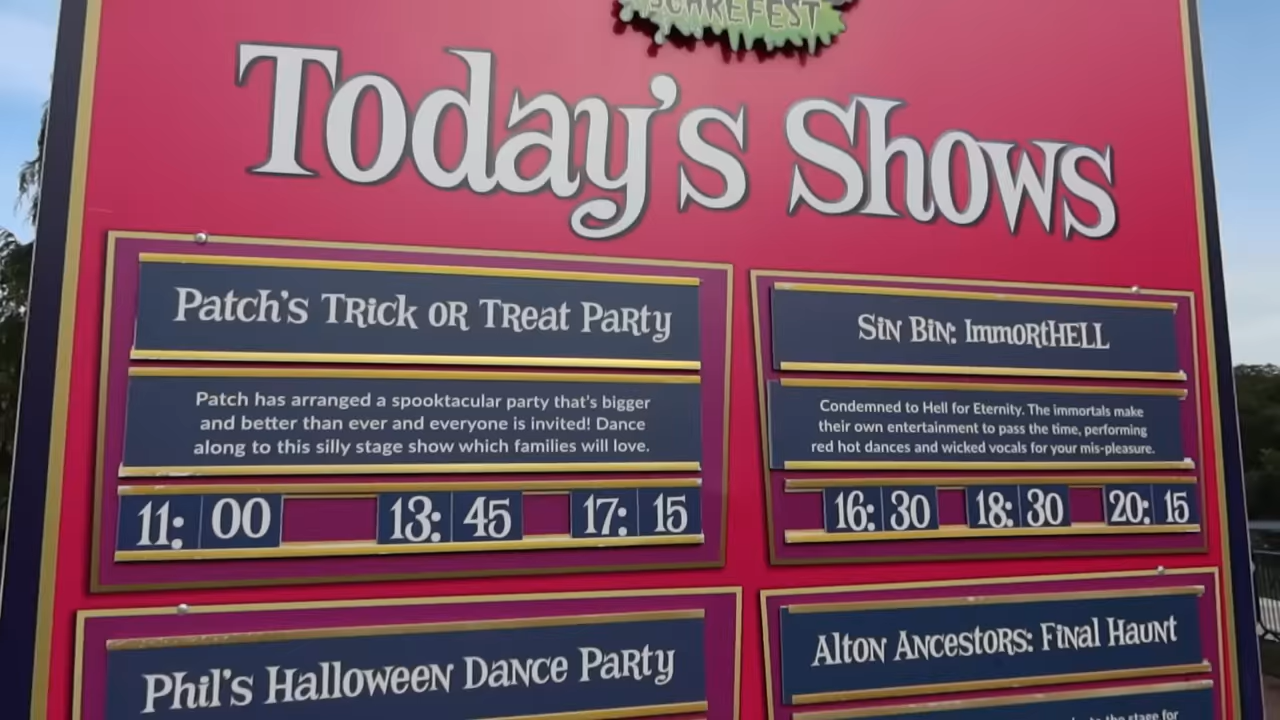 SCAREFEST
Today's Shows
Patch's Trick or Treat Party
Patch has arranged a spooktacular party that's bigger
and better than ever and everyone is invited! Dance
along to this silly stage show which families will love.
11: 00 13: 45 17: 15
Sin Bin: ImmortHELL
Condemned to Hell for Eternity. The immortals make
their own entertainment to pass the time, performing
red hot dances and wicked vocals for your mis-pleasure.
16: 30 18: 30 20: 15
Phil's Halloween Dance Party
Alton Ancestors: Final Haunt
the stage for